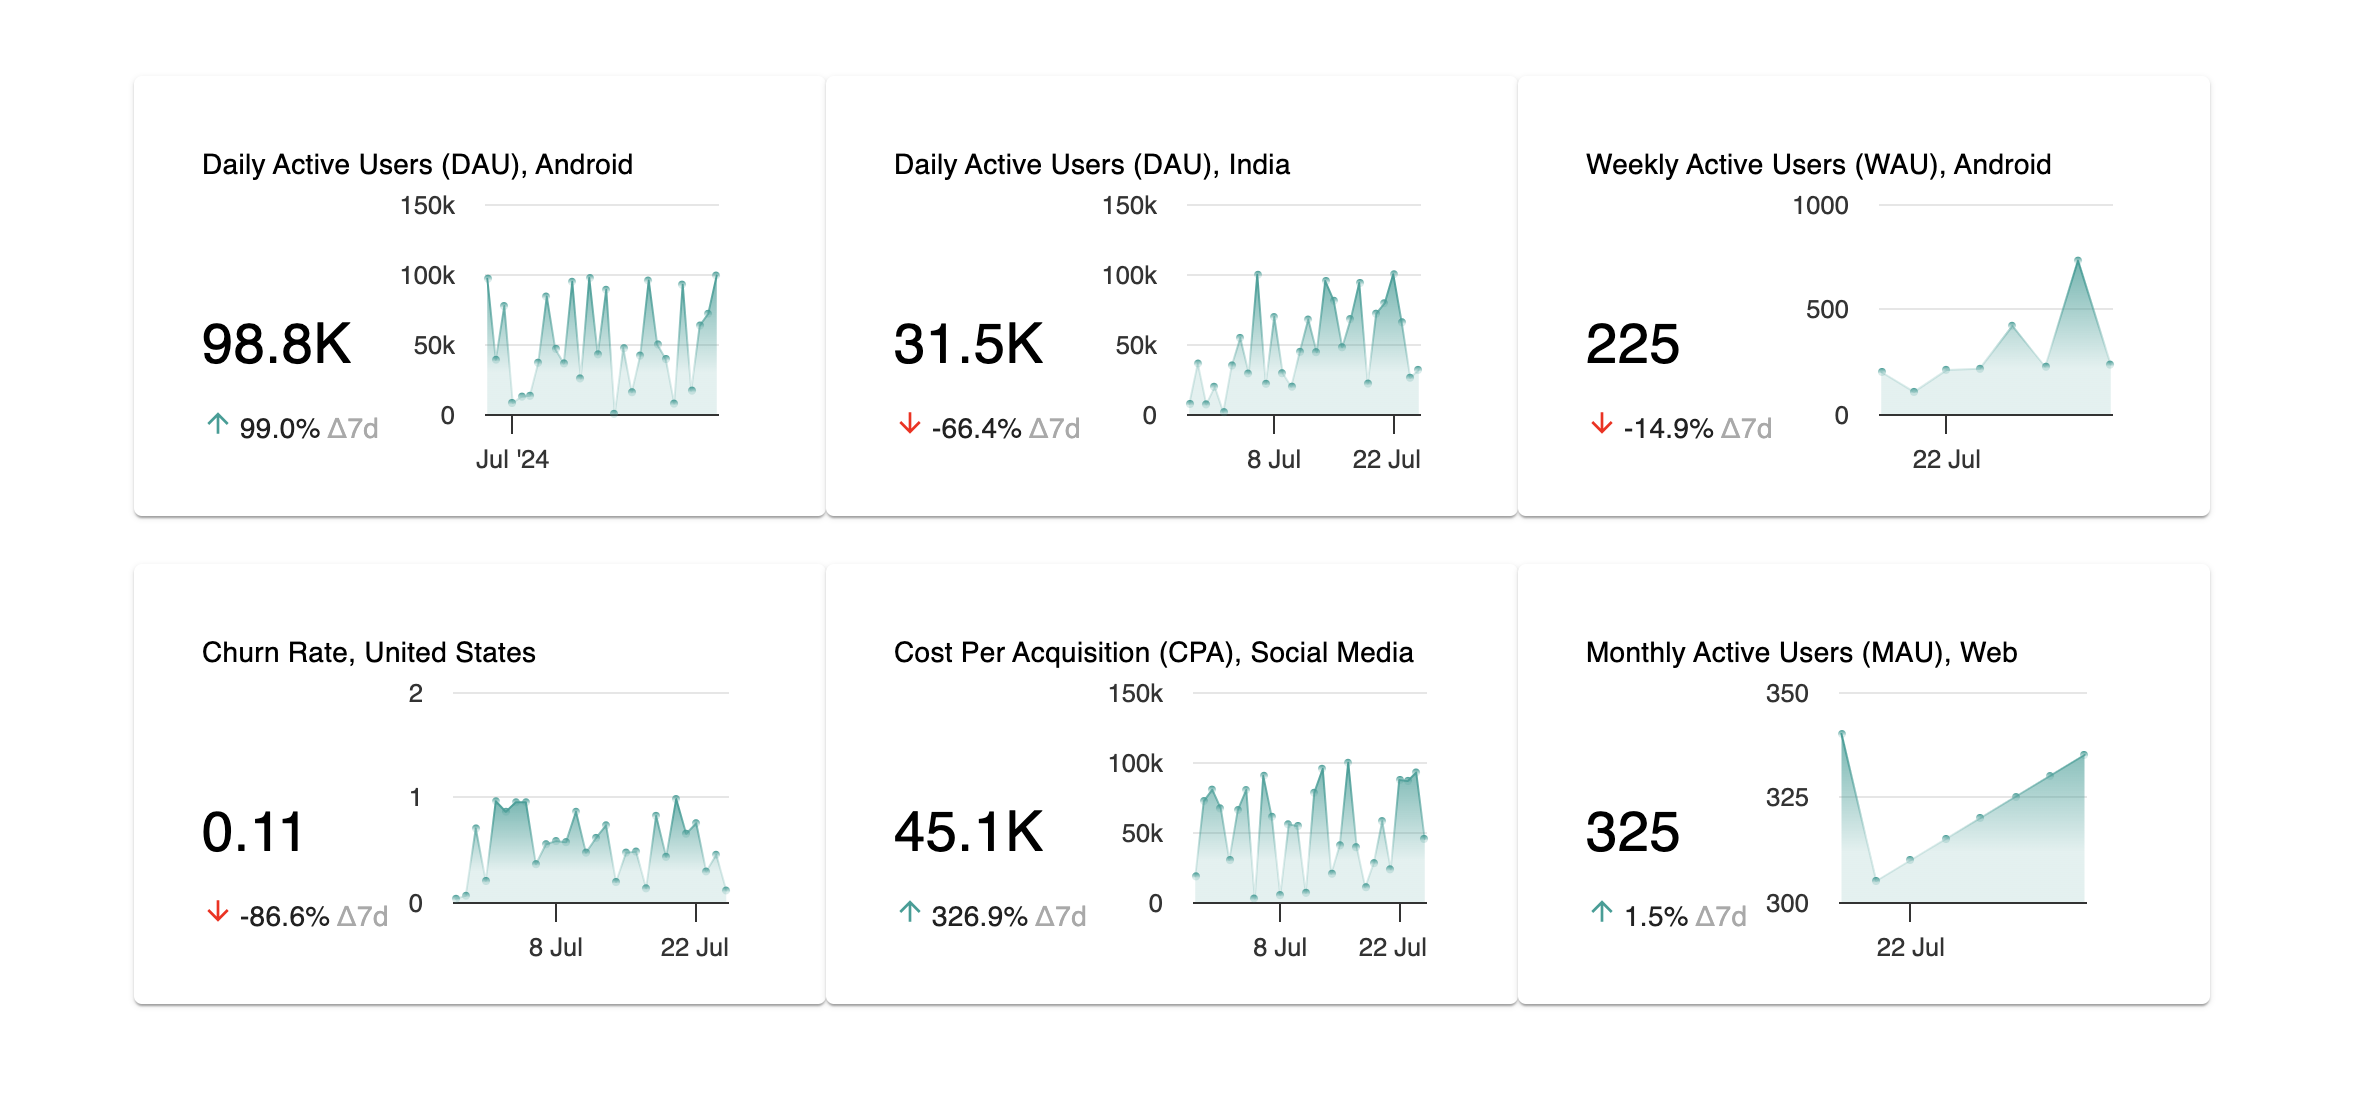 Daily Active Users (DAU), Android
150k
100k
50k
0
98.8K
99.0% Δ7d
Jul '24
Daily Active Users (DAU), India
150k
100k
50k
0
31.5K
-66.4% Δ7d
8 Jul
22 Jul
Weekly Active Users (WAU), Android
1000
500
0
225
-14.9% Δ7d
22 Jul
Churn Rate, United States
2
1
0
0.11
-86.6% Δ7d
8 Jul
22 Jul
Cost Per Acquisition (CPA), Social Media
150k
100k
50k
0
45.1K
326.9% Δ7d
8 Jul
22 Jul
Monthly Active Users (MAU), Web
350
325
300
325
1.5% Δ7d
22 Jul